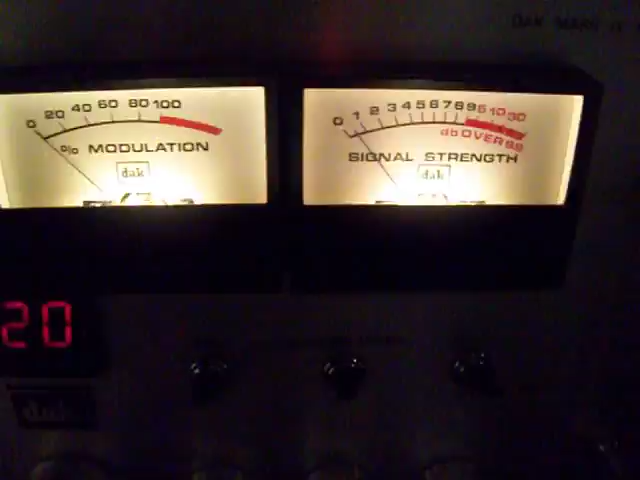 DAK MARK
0 20 40 60 80 100
% MODULATION
dak
0 1 2 3 4 5 6 7 8 9 5 10 30
db OVER S9
SIGNAL STRENGTH
dak
20
dak